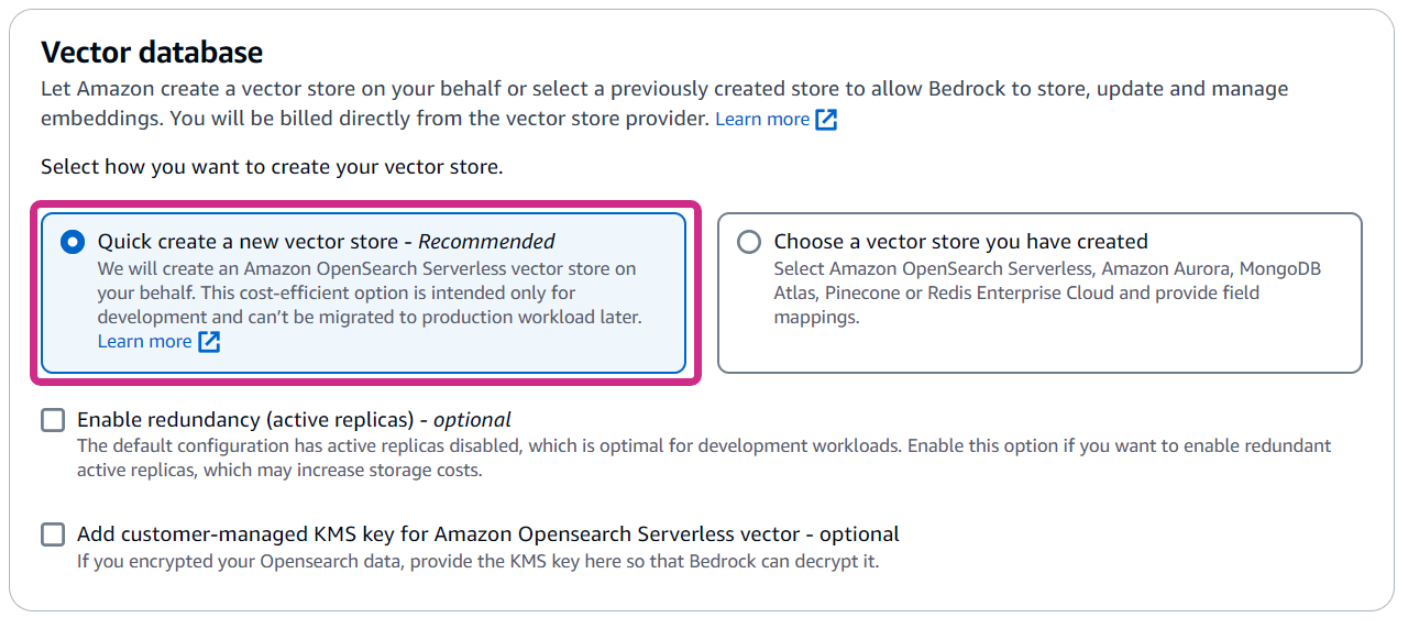 Vector database
Let Amazon create a vector store on your behalf or select a previously created store to allow Bedrock to store, update and manage
embeddings. You will be billed directly from the vector store provider. Learn more
Select how you want to create your vector store.
Quick create a new vector store - Recommended
We will create an Amazon OpenSearch Serverless vector store on
your behalf. This cost-efficient option is intended only for
development and can't be migrated to production workload later.
Learn more
Choose a vector store you have created
Select Amazon OpenSearch Serverless, Amazon Aurora, MongoDB
Atlas, Pinecone or Redis Enterprise Cloud and provide field
mappings.
Enable redundancy (active replicas) - optional
The default configuration has active replicas disabled, which is optimal for development workloads. Enable this option if you want to enable redundant
active replicas, which may increase storage costs.
Add customer-managed KMS key for Amazon Opensearch Serverless vector - optional
If you encrypted your Opensearch data, provide the KMS key here so that Bedrock can decrypt it.